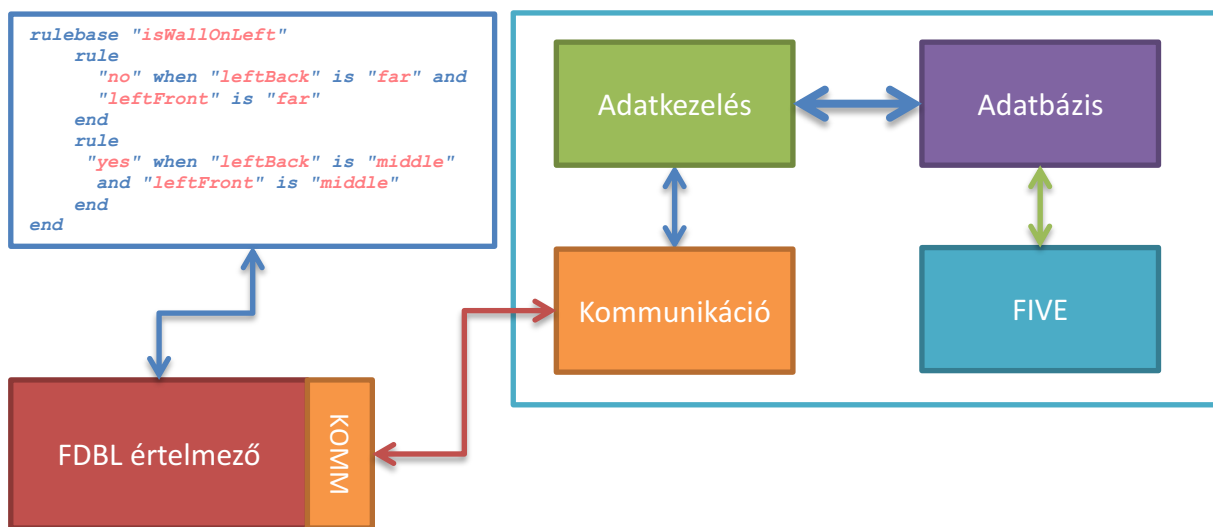 rulebase "isWallOnLeft"
rule
"no" when "leftBack" is "far" and
"leftFront" is "far"
end
rule
"yes" when "leftBack" is "middle"
and "leftFront" is "middle"
end
end
Adatkezelés
Adatbázis
Kommunikáció
FIVE
FDBL értelmező
KOMM